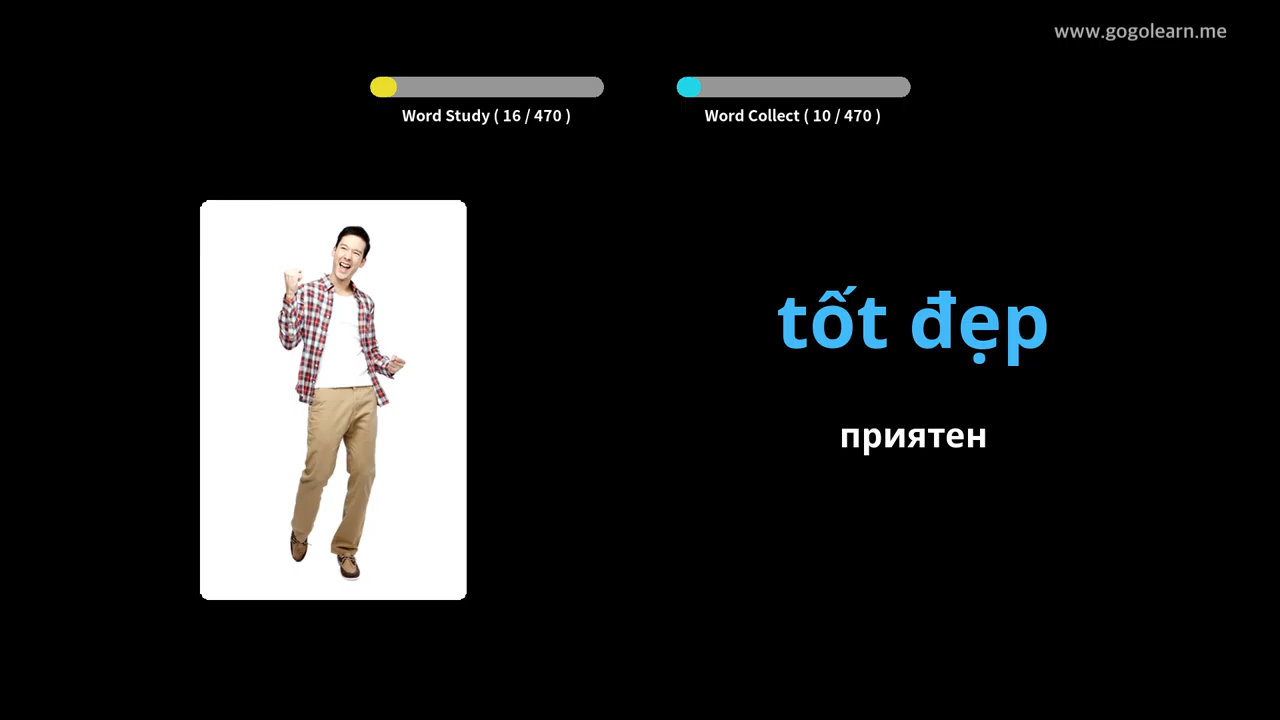 www.gogolearn.me
Word Study ( 16 / 470 )
Word Collect ( 10 / 470 )
tốt đẹp
приятен